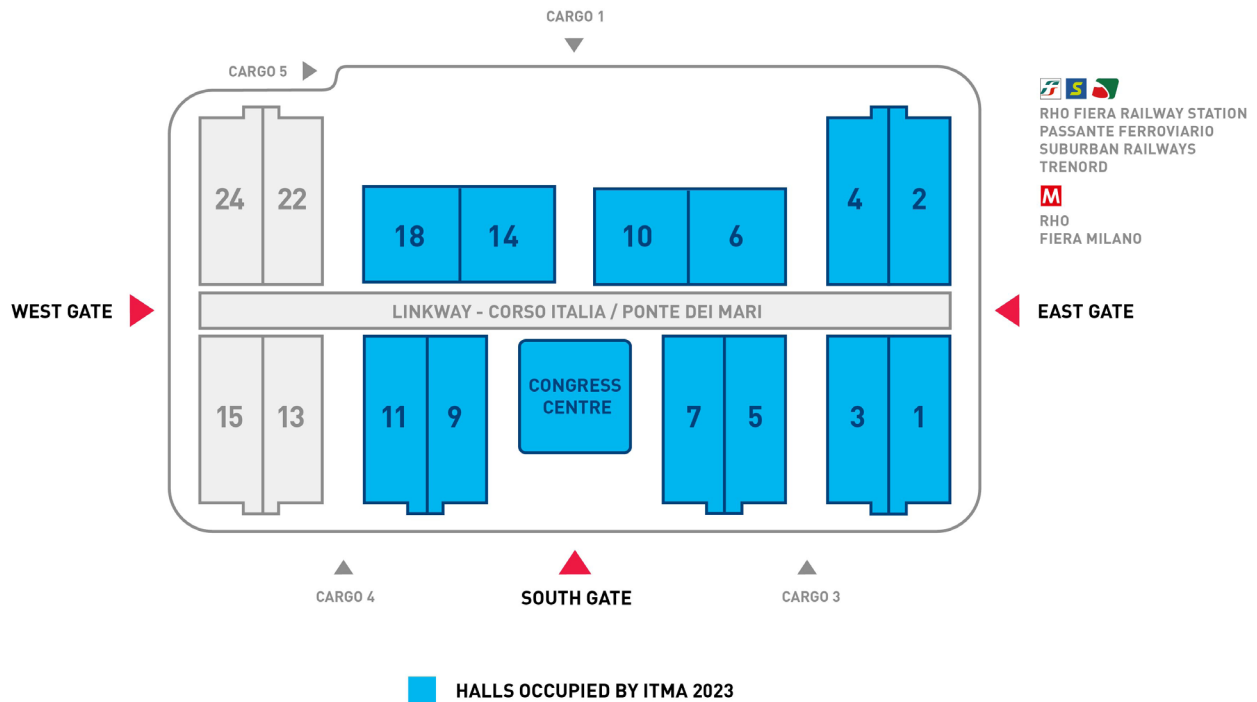 CARGO 1
CARGO 5
S
RHO FIERA RAILWAY STATION
PASSANTE FERROVIARIO
SUBURBAN RAILWAYS
TRENORD
M
RHO
FIERA MILANO
24 22
18 14
10 6
4 2
WEST GATE
LINKWAY - CORSO ITALIA / PONTE DEI MARI
EAST GATE
15 13
11 9
CONGRESS
CENTRE
7 5
3 1
CARGO 4
SOUTH GATE
CARGO 3
HALLS OCCUPIED BY ITMA 2023